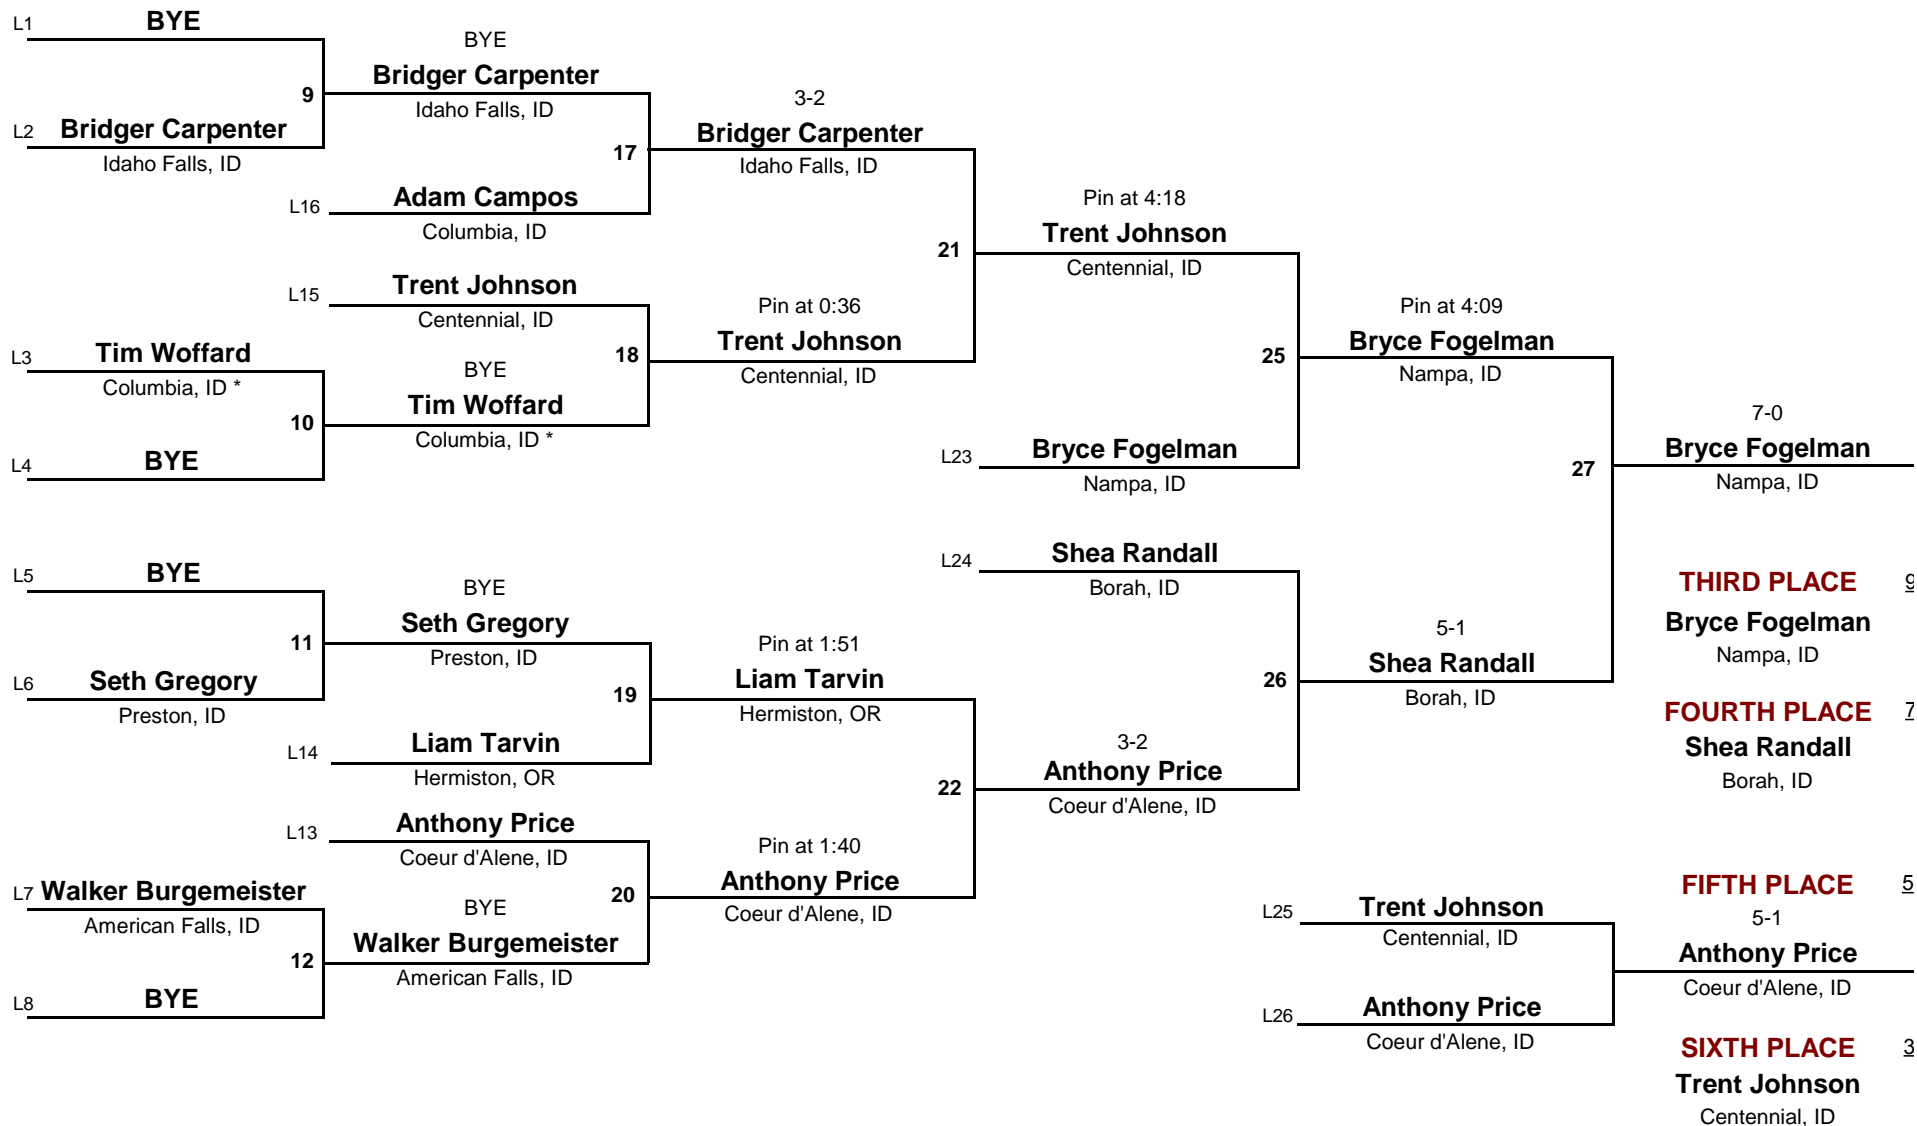 L1 BYE
BYE
Bridger Carpenter
9
Idaho Falls, ID
L2 Bridger Carpenter
Idaho Falls, ID
3-2
Bridger Carpenter
17
Idaho Falls, ID
L16 Adam Campos
Columbia, ID
Pin at 4:18
Trent Johnson
21
Centennial, ID
L15 Trent Johnson
Centennial, ID
Pin at 0:36
Trent Johnson
18
Centennial, ID
L3 Tim Woffard
Columbia, ID *
BYE
Tim Woffard
10
Columbia, ID *
L4 BYE
Pin at 4:09
Bryce Fogelman
25
Nampa, ID
L23 Bryce Fogelman
Nampa, ID
7-0
Bryce Fogelman
27
Nampa, ID
L5 BYE
BYE
Seth Gregory
11
Preston, ID
L6 Seth Gregory
Preston, ID
Pin at 1:51
Liam Tarvin
19
Hermiston, OR
L14 Liam Tarvin
Hermiston, OR
L24 Shea Randall
Borah, ID
5-1
Shea Randall
26
Borah, ID
3-2
Anthony Price
22
Coeur d'Alene, ID
L13 Anthony Price
Coeur d'Alene, ID
Pin at 1:40
Anthony Price
20
Coeur d'Alene, ID
L7 Walker Burgemeister
American Falls, ID
BYE
Walker Burgemeister
12
American Falls, ID
L8 BYE
THIRD PLACE 9
Bryce Fogelman
Nampa, ID
FOURTH PLACE 7
Shea Randall
Borah, ID
L25 Trent Johnson
Centennial, ID
L26 Anthony Price
Coeur d'Alene, ID
FIFTH PLACE 5
5-1
Anthony Price
Coeur d'Alene, ID
SIXTH PLACE 3
Trent Johnson
Centennial, ID